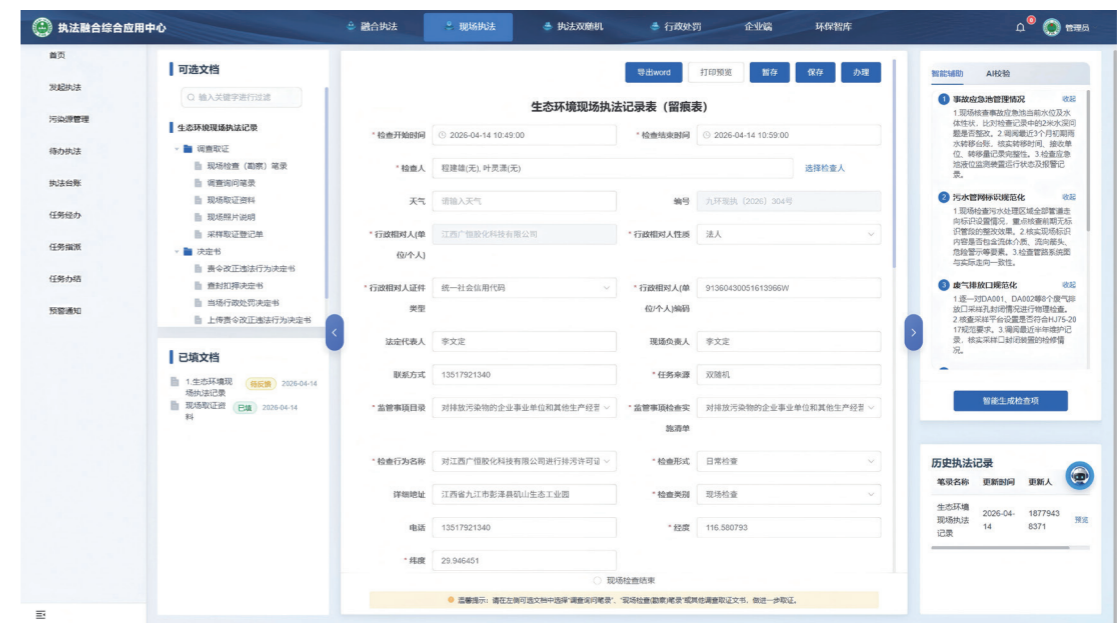 执法融合综合应用中心
融合执法
现场执法
执法双随机
行政处罚
企业端
环保智库
6
管理员
首页
发起执法
污染源管理
待办执法
执法台账
任务经办
任务指派
任务办结
预警通知
可选文档
输入关键字进行过滤
生态环境现场执法记录
调查取证
现场检查（勘察）笔录
调查询问笔录
现场取证资料
现场照片说明
采样取证登记单
决定书
责令改正违法行为决定书
查封扣押决定书
当场行政处罚决定书
上传责令改正违法行为决定书
已填文档
1.生态环境现场执法记录 2026-04-14
现场取证资料 已填 2026-04-14
导出word 打印预览 暂存 保存 办理
生态环境现场执法记录表（留痕表）
* 检查开始时间 2026-04-14 10:49:00 * 检查结束时间 2026-04-14 10:59:00
* 检查人 程建雄(无), 叶灵潇(无) 选择检查人
天气 请输入天气 编号 九环现执〔2026〕304号
* 行政相对人(单位/个人) 江西广恒胶化科技有限公司 * 行政相对人性质 法人
* 行政相对人证件类型 统一社会信用代码 * 行政相对人(单位/个人)编码 91360430051613966W
法定代表人 李文定 现场负责人 李文定
联系方式 13517921340 * 任务来源 双随机
* 监管事项目录 对排放污染物的企业事业单位和其他生产经营 * 监管事项检查实施清单 对排放污染物的企业事业单位和其他生产经营
* 检查行为名称 对江西广恒胶化科技有限公司进行排污许可证 * 检查形式 日常检查
详细地址 江西省九江市彭泽县矶山生态工业园 * 检查类别 现场检查
电话 13517921340 * 经度 116.580793
* 纬度 29.946451
现场检查结束
温馨提示：请在左侧可选文档中选择"调查询问笔录"、"现场检查(勘察)笔录"或其他调查取证文书，做进一步取证。
智能辅助 AI校验
1 事故应急池管理情况 收起
1.现场核查事故应急池当前水位及水
体性状，比对检查记录中的2米水深问
题是否整改。2.调阅最近3个月初期雨
水转移台账，核实转移时间、接收单
位、转移量记录完整性。3.检查应急
池液位监测装置运行状态及报警记
录。
2 污水管网标识规范化 收起
1.现场检查污水处理区域全部管道走
向标识设置情况，重点核查前期无标
识管段的整改效果。2.核实现场标识
内容是否包含流体介质、流向箭头、
危险警示等要素。3.检查管路系统图
与实际走向一致性。
3 废气排放口规范化 收起
1.逐一对DA001、DA002等8个废气排
放口采样孔封闭情况进行物理检查。
2.核查采样平台设置是否符合HJ75-20
17规范要求。3.调阅最近半年维护记
录，核实采样口封闭装置的检修情
况。
智能生成检查项
历史执法记录
笔录名称 更新时间 更新人
生态环境现场执法记录 2026-04-14 18779438371 预览